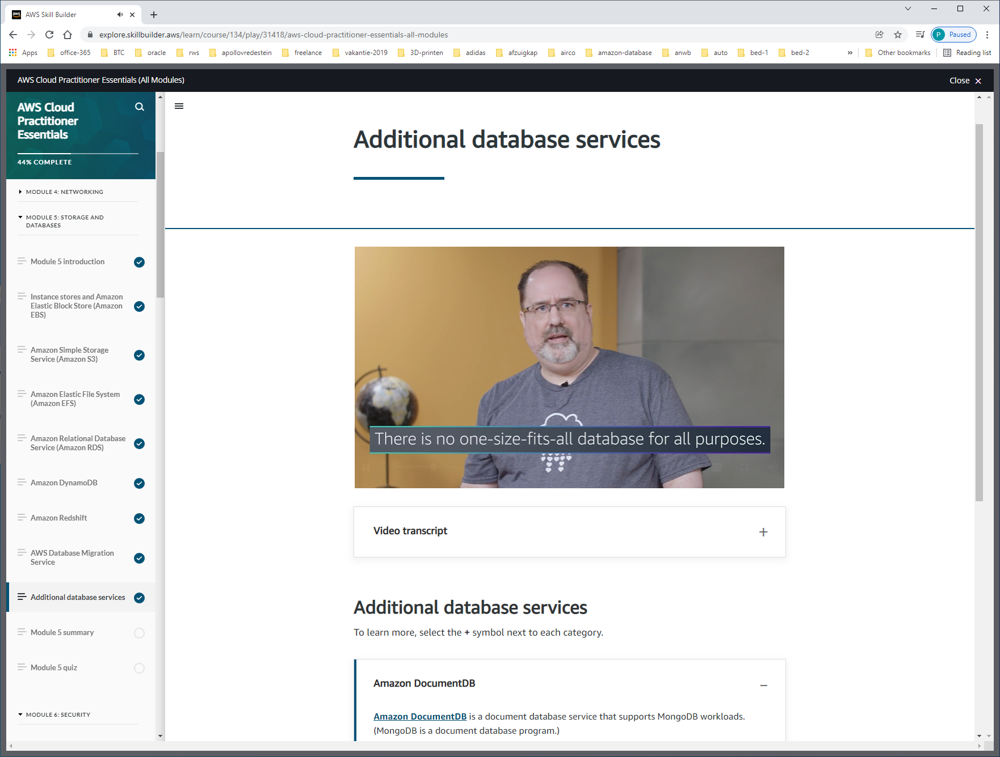 AWS Skill Builder
explore.skillbuilder.aws/learn/course/134/play/31418/aws-cloud-practitioner-essentials-all-modules
P Paused
Apps office-365 BTC oracle rws apollovredestein freelance vakantie-2019 3D-printen adidas afzuigkap airco amazon-database anwb auto bed-1 bed-2 » Other bookmarks Reading list
AWS Cloud Practitioner Essentials (All Modules)
Close
AWS Cloud
Practitioner
Essentials
44% COMPLETE
MODULE 4: NETWORKING
MODULE 5: STORAGE AND
DATABASES
Module 5 introduction
Instance stores and Amazon
Elastic Block Store (Amazon
EBS)
Amazon Simple Storage
Service (Amazon S3)
Amazon Elastic File System
(Amazon EFS)
Amazon Relational Database
Service (Amazon RDS)
Amazon DynamoDB
Amazon Redshift
AWS Database Migration
Service
Additional database services
Module 5 summary
Module 5 quiz
MODULE 6: SECURITY
Additional database services
There is no one-size-fits-all database for all purposes.
Video transcript +
Additional database services
To learn more, select the + symbol next to each category.
Amazon DocumentDB –
Amazon DocumentDB is a document database service that supports MongoDB workloads.
(MongoDB is a document database program.)